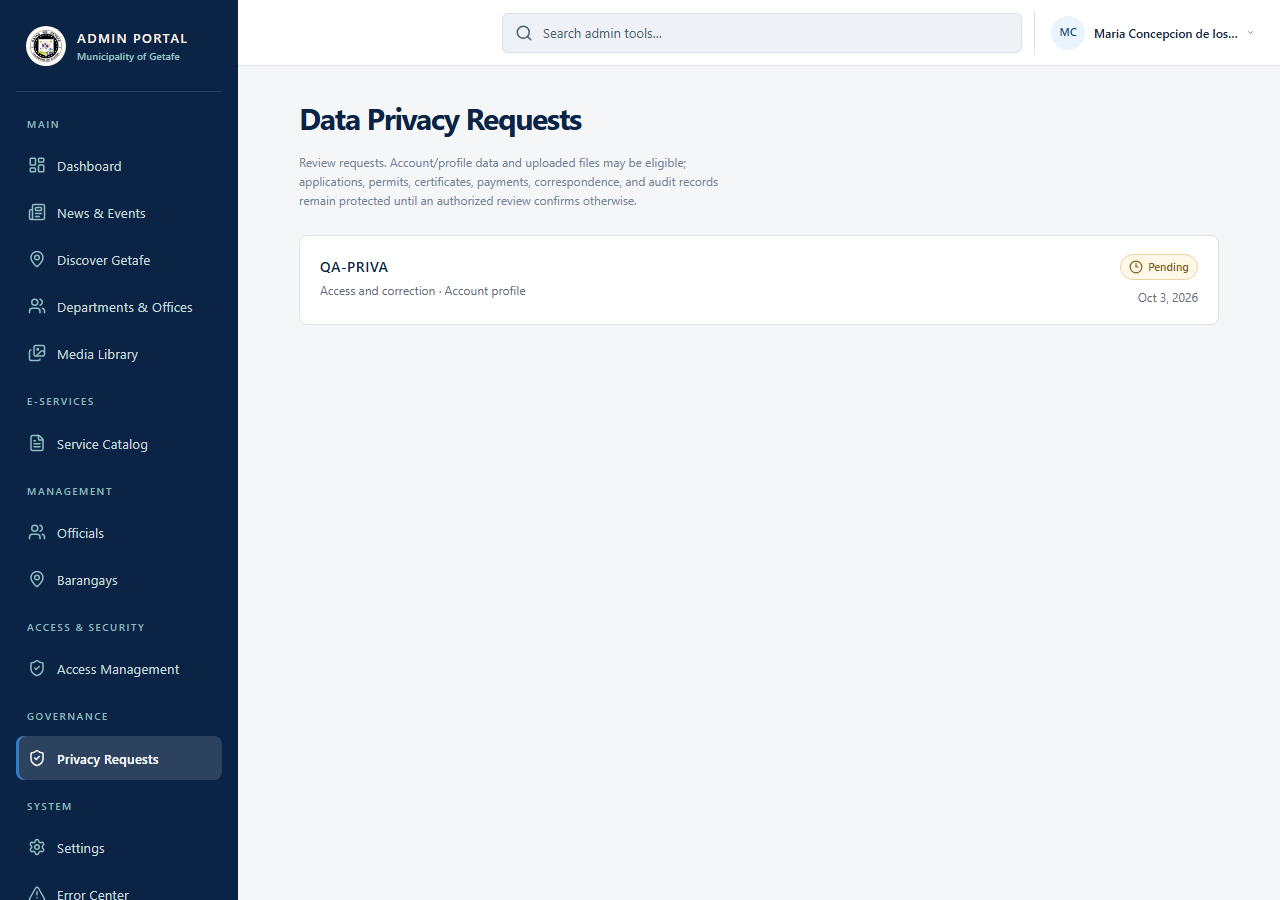 ADMIN PORTAL
Municipality of Getafe
MAIN
Dashboard
News & Events
Discover Getafe
Departments & Offices
Media Library
E-SERVICES
Service Catalog
MANAGEMENT
Officials
Barangays
ACCESS & SECURITY
Access Management
GOVERNANCE
Privacy Requests
SYSTEM
Settings
Error Center
Search admin tools...
MC
Maria Concepcion de los...
Data Privacy Requests
Review requests. Account/profile data and uploaded files may be eligible;
applications, permits, certificates, payments, correspondence, and audit records
remain protected until an authorized review confirms otherwise.
QA-PRIVA
Pending
Access and correction · Account profile
Oct 3, 2026